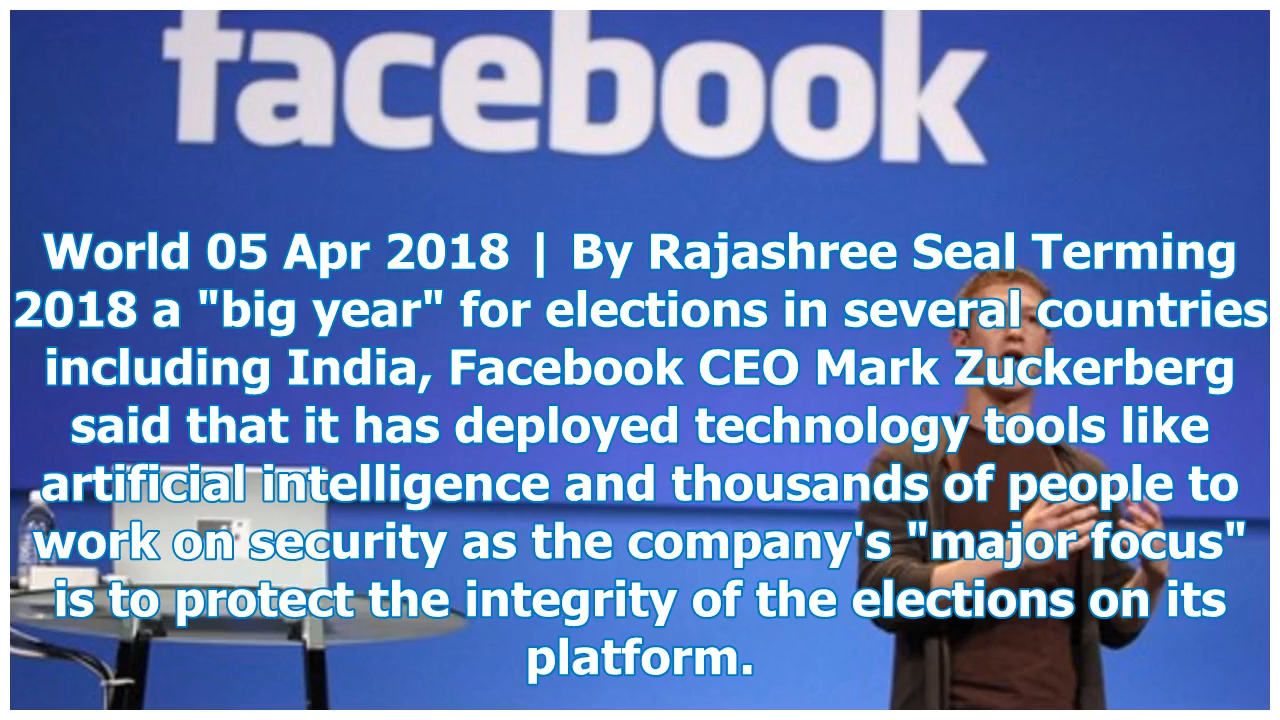 facebook
World 05 Apr 2018 | By Rajashree Seal Terming
2018 a "big year" for elections in several countries
including India, Facebook CEO Mark Zuckerberg
said that it has deployed technology tools like
artificial intelligence and thousands of people to
work on security as the company's "major focus"
is to protect the integrity of the elections on its
platform.